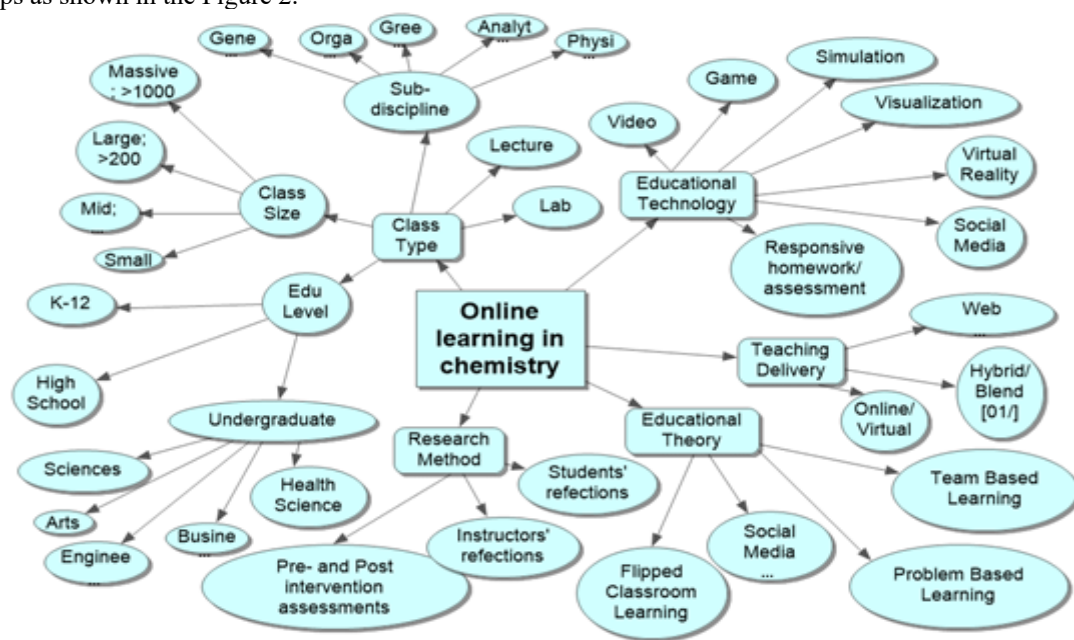 ps as shown in the Figure 2.
Gene
...
Orga
...
Gree
...
Analyt
...
Physi
...
Sub-
discipline
Massive
; >1000
Large;
>200
Mid;
...
Small
Class
Size
Class
Type
Lecture
Lab
Edu
Level
K-12
High
School
Undergraduate
Sciences
Arts
Enginee
...
Busine
...
Health
Science
Online
learning in
chemistry
Video
Game
Simulation
Visualization
Virtual
Reality
Social
Media
Educational
Technology
Responsive
homework/
assessment
Teaching
Delivery
Web
...
Hybrid/
Blend
[01/]
Online/
Virtual
Research
Method
Students'
refections
Instructors'
refections
Pre- and Post
intervention
assessments
Educational
Theory
Team Based
Learning
Problem Based
Learning
Social
Media
...
Flipped
Classroom
Learning